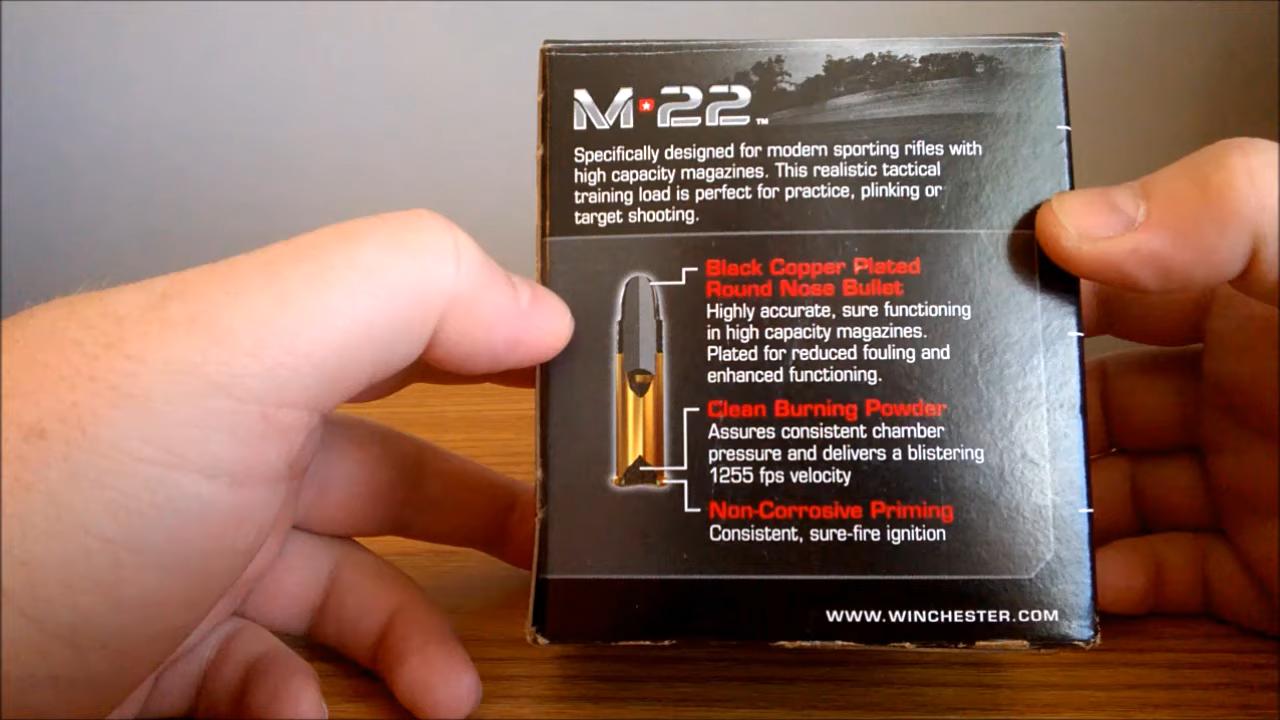 M★22™
Specifically designed for modern sporting rifles with
high capacity magazines. This realistic tactical
training load is perfect for practice, plinking or
target shooting.
Black Copper Plated
Round Nose Bullet
Highly accurate, sure functioning
in high capacity magazines.
Plated for reduced fouling and
enhanced functioning.
Clean Burning Powder
Assures consistent chamber
pressure and delivers a blistering
1255 fps velocity
Non-Corrosive Priming
Consistent, sure-fire ignition
WWW.WINCHESTER.COM